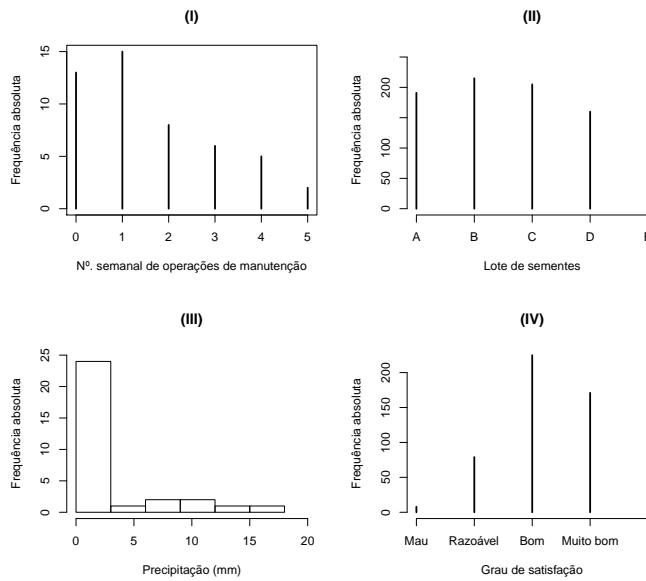 (I)
Frequência absoluta
0
5
10
15
0 1 2 3 4 5
Nº. semanal de operações de manutenção
(II)
Frequência absoluta
0
50
100
200
A B C D E
Lote de sementes
(III)
Frequência absoluta
0
5
10
15
20
25
0 5 10 15 20
Precipitação (mm)
(IV)
Frequência absoluta
0
50
100
150
200
Mau Razoável Bom Muito bom
Grau de satisfação